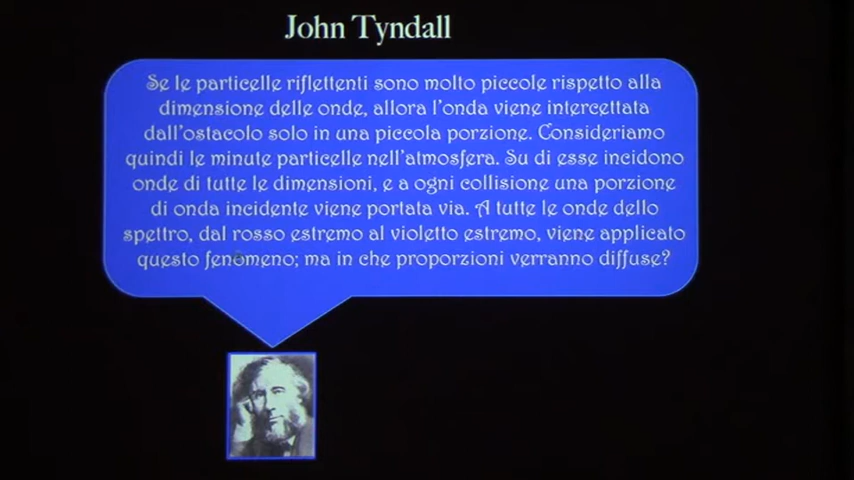 John Tyndall
Se le particelle riflettenti sono molto piccole rispetto alla
dimensione delle onde, allora l'onda viene intercettata
dall'ostacolo solo in una piccola porzione. Consideriamo
quindi le minute particelle nell'atmosfera. Su di esse incidono
onde di tutte le dimensioni, e a ogni collisione una porzione
di onda incidente viene portata via. A tutte le onde dello
spettro, dal rosso estremo al violetto estremo, viene applicato
questo fenomeno; ma in che proporzioni verranno diffuse?